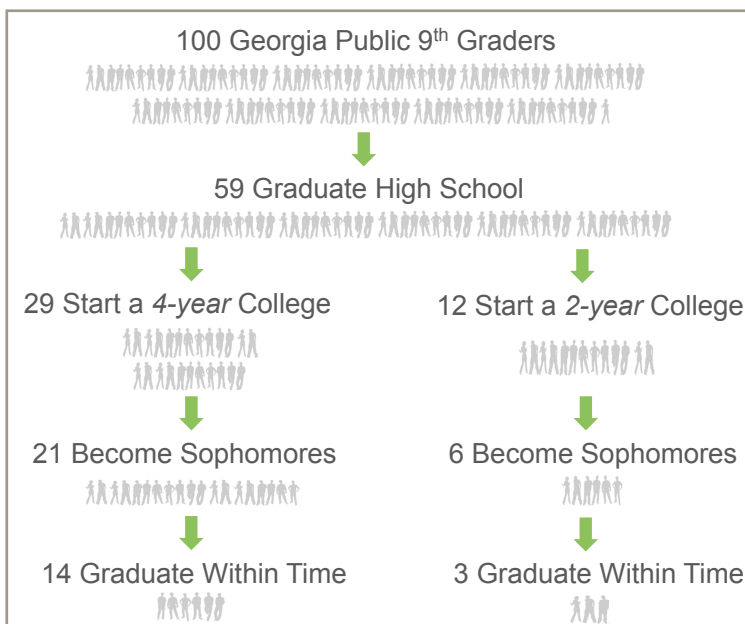 100 Georgia Public 9th Graders
59 Graduate High School
29 Start a 4-year College
12 Start a 2-year College
21 Become Sophomores
6 Become Sophomores
14 Graduate Within Time
3 Graduate Within Time